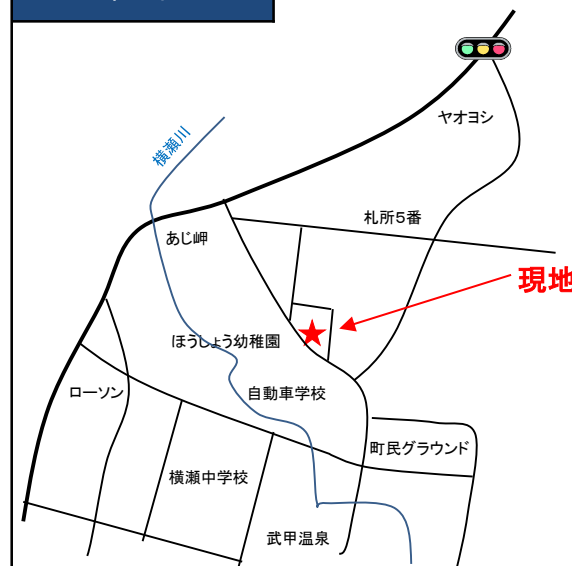 ヤオヨシ
横瀬川
札所5番
あじ岬
現地
ほうしょう幼稚園
自動車学校
ローソン
町民グラウンド
横瀬中学校
武甲温泉